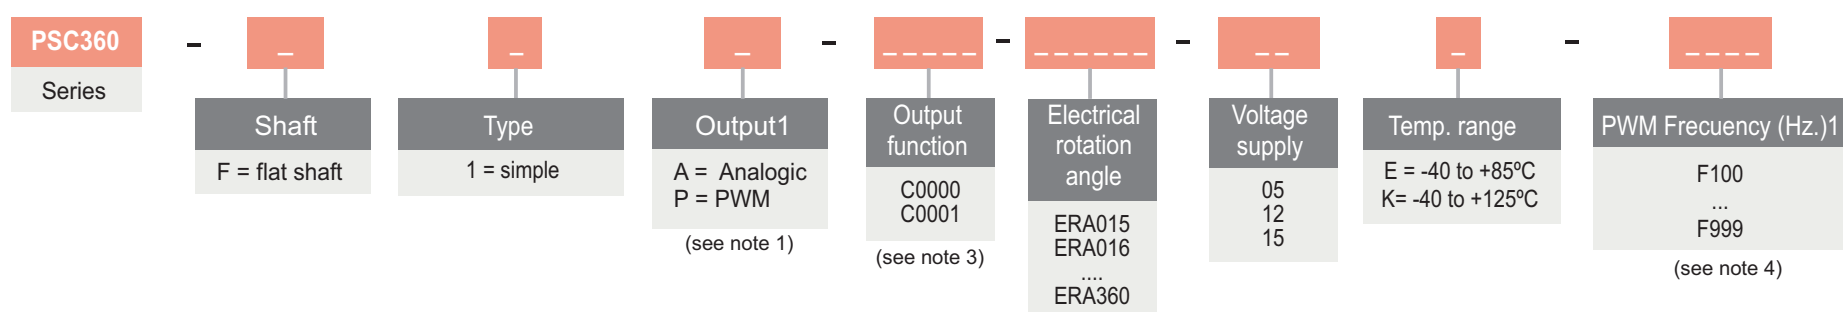 PSC360 - _ _ _ - _ _ _ _ _ - _ _ _ _ _ _ - _ _ _ - _ _ _ _
Series
Shaft
F = flat shaft
Type
1 = simple
Output1
A = Analogic
P = PWM
(see note 1)
Output
function
C0000
C0001
(see note 3)
Electrical
rotation
angle
ERA015
ERA016
....
ERA360
Voltage
supply
05
12
15
Temp. range
E = -40 to +85ºC
K= -40 to +125ºC
PWM Frecuency (Hz.)1
F100
...
F999
(see note 4)